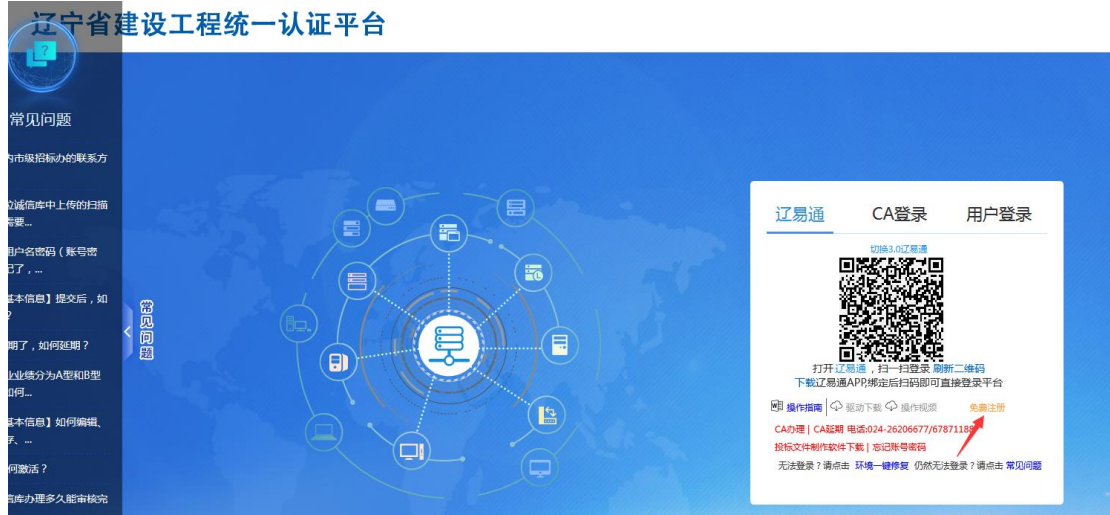 辽宁省建设工程统一认证平台
常见问题
内市级招标办的联系方
位诚信库中上传的扫描
需要...
用户名密码（账号密
记了，...
基本信息】提交后，如
？
期了，如何延期？
业业绩分为A型和B型
如何...
基本信息】如何编辑、
存、...
何激活？
信库办理多久能审核完
常见问题
辽易通 CA登录 用户登录
切换3.0辽易通
打开 辽易通 ，扫一扫登录 刷新二维码
下载辽易通APP,绑定后扫码即可直接登录平台
操作指南 驱动下载 操作视频 免费注册
CA办理 | CA延期 电话:024-26206677/67871188
投标文件制作软件下载 | 忘记账号密码
无法登录？请点击 环境一键修复 仍然无法登录？请点击 常见问题